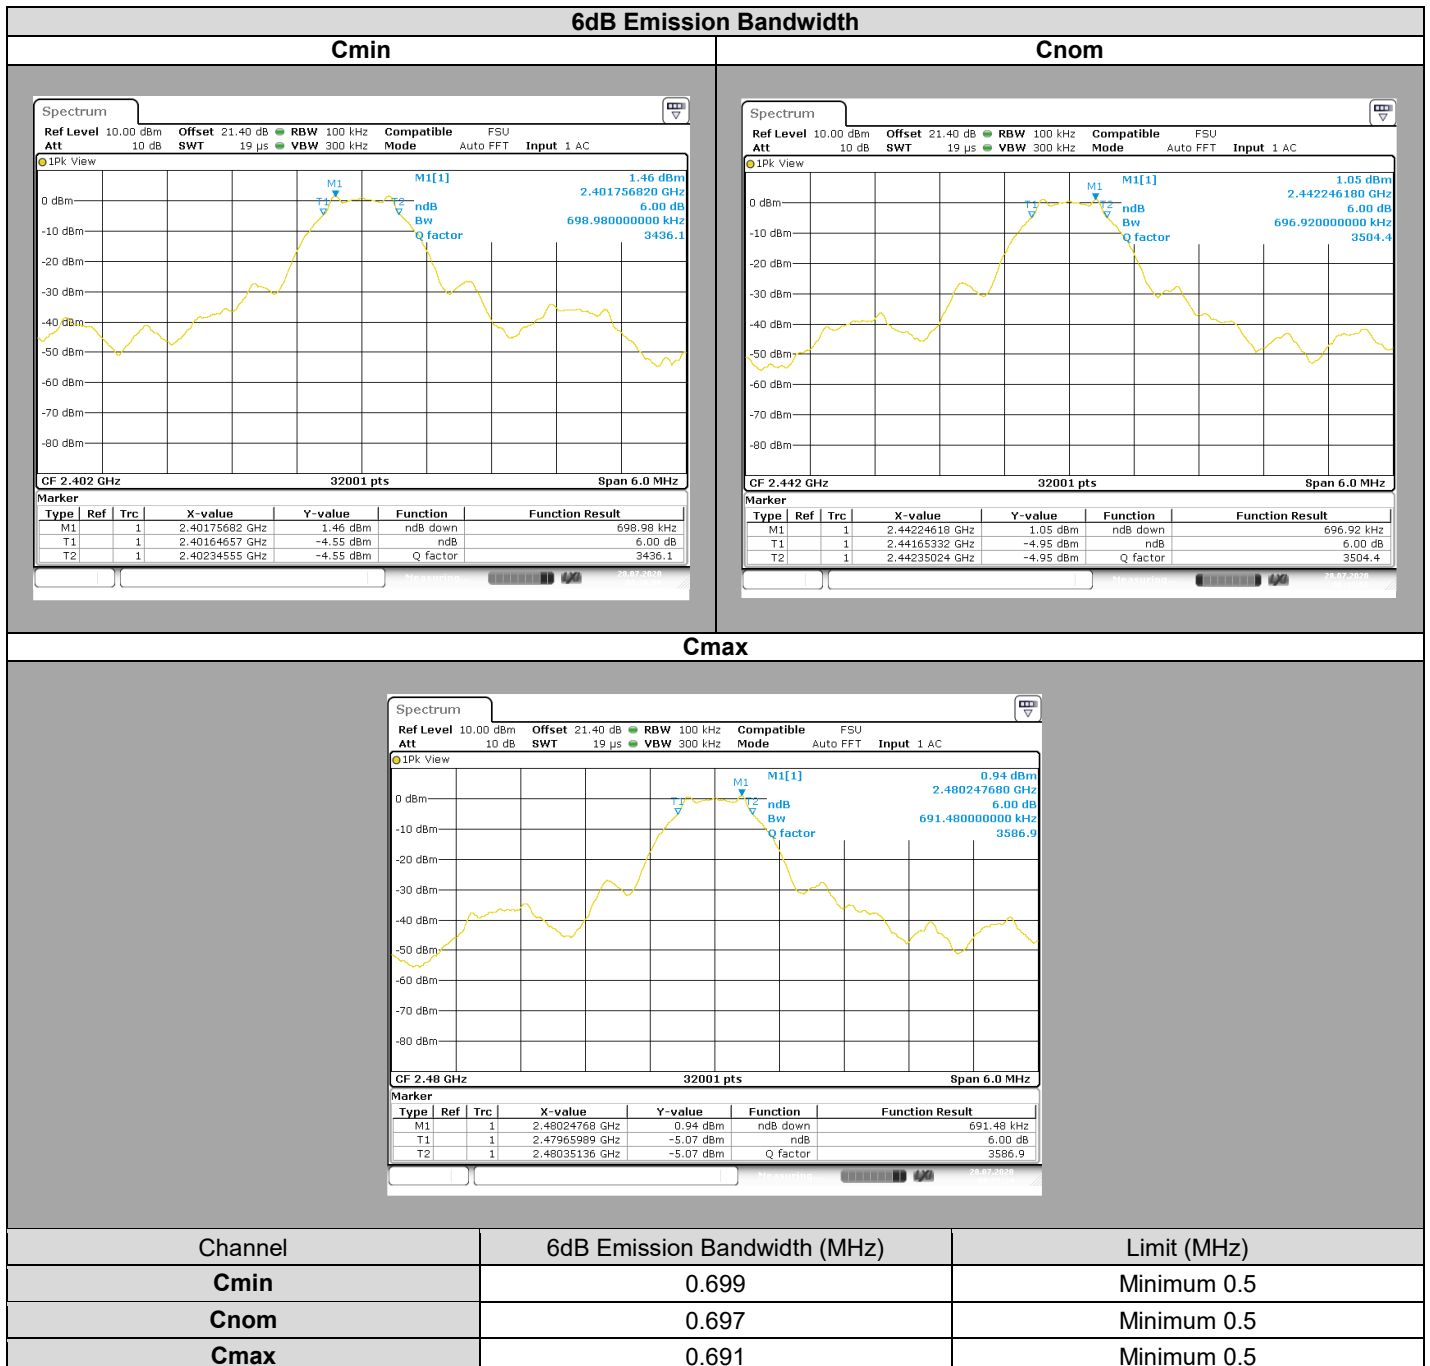 6dB Emission Bandwidth
Cmin Cnom
Spectrum
Ref Level 10.00 dBm Offset 21.40 dB RBW 100 kHz Compatible FSU
Att 10 dB SWT 19 µs VBW 300 kHz Mode Auto FFT Input 1 AC
1Pk View
M1[1] 1.46 dBm
2.401756820 GHz
ndB 6.00 dB
Bw 698.980000000 kHz
Q factor 3436.1
M1
T1
T2
0 dBm
-10 dBm
-20 dBm
-30 dBm
-40 dBm
-50 dBm
-60 dBm
-70 dBm
-80 dBm
CF 2.402 GHz 32001 pts Span 6.0 MHz
Marker
Type Ref Trc X-value Y-value Function Function Result
M1 1 2.40175682 GHz 1.46 dBm ndB down 698.98 kHz
T1 1 2.40164657 GHz -4.55 dBm ndB 6.00 dB
T2 1 2.40234555 GHz -4.55 dBm Q factor 3436.1
Measuring... 28.07.2020
Spectrum
Ref Level 10.00 dBm Offset 21.40 dB RBW 100 kHz Compatible FSU
Att 10 dB SWT 19 µs VBW 300 kHz Mode Auto FFT Input 1 AC
1Pk View
M1[1] 1.05 dBm
2.442246180 GHz
ndB 6.00 dB
Bw 696.920000000 kHz
Q factor 3504.4
M1
T1
T2
0 dBm
-10 dBm
-20 dBm
-30 dBm
-40 dBm
-50 dBm
-60 dBm
-70 dBm
-80 dBm
CF 2.442 GHz 32001 pts Span 6.0 MHz
Marker
Type Ref Trc X-value Y-value Function Function Result
M1 1 2.44224618 GHz 1.05 dBm ndB down 696.92 kHz
T1 1 2.44165332 GHz -4.95 dBm ndB 6.00 dB
T2 1 2.44235024 GHz -4.95 dBm Q factor 3504.4
Measuring... 28.07.2020
Cmax
Spectrum
Ref Level 10.00 dBm Offset 21.40 dB RBW 100 kHz Compatible FSU
Att 10 dB SWT 19 µs VBW 300 kHz Mode Auto FFT Input 1 AC
1Pk View
M1[1] 0.94 dBm
2.480247680 GHz
ndB 6.00 dB
Bw 691.480000000 kHz
Q factor 3586.9
M1
T1
T2
0 dBm
-10 dBm
-20 dBm
-30 dBm
-40 dBm
-50 dBm
-60 dBm
-70 dBm
-80 dBm
CF 2.48 GHz 32001 pts Span 6.0 MHz
Marker
Type Ref Trc X-value Y-value Function Function Result
M1 1 2.48024768 GHz 0.94 dBm ndB down 691.48 kHz
T1 1 2.47965989 GHz -5.07 dBm ndB 6.00 dB
T2 1 2.48035136 GHz -5.07 dBm Q factor 3586.9
Measuring... 28.07.2020
Channel 6dB Emission Bandwidth (MHz) Limit (MHz)
Cmin 0.699 Minimum 0.5
Cnom 0.697 Minimum 0.5
Cmax 0.691 Minimum 0.5